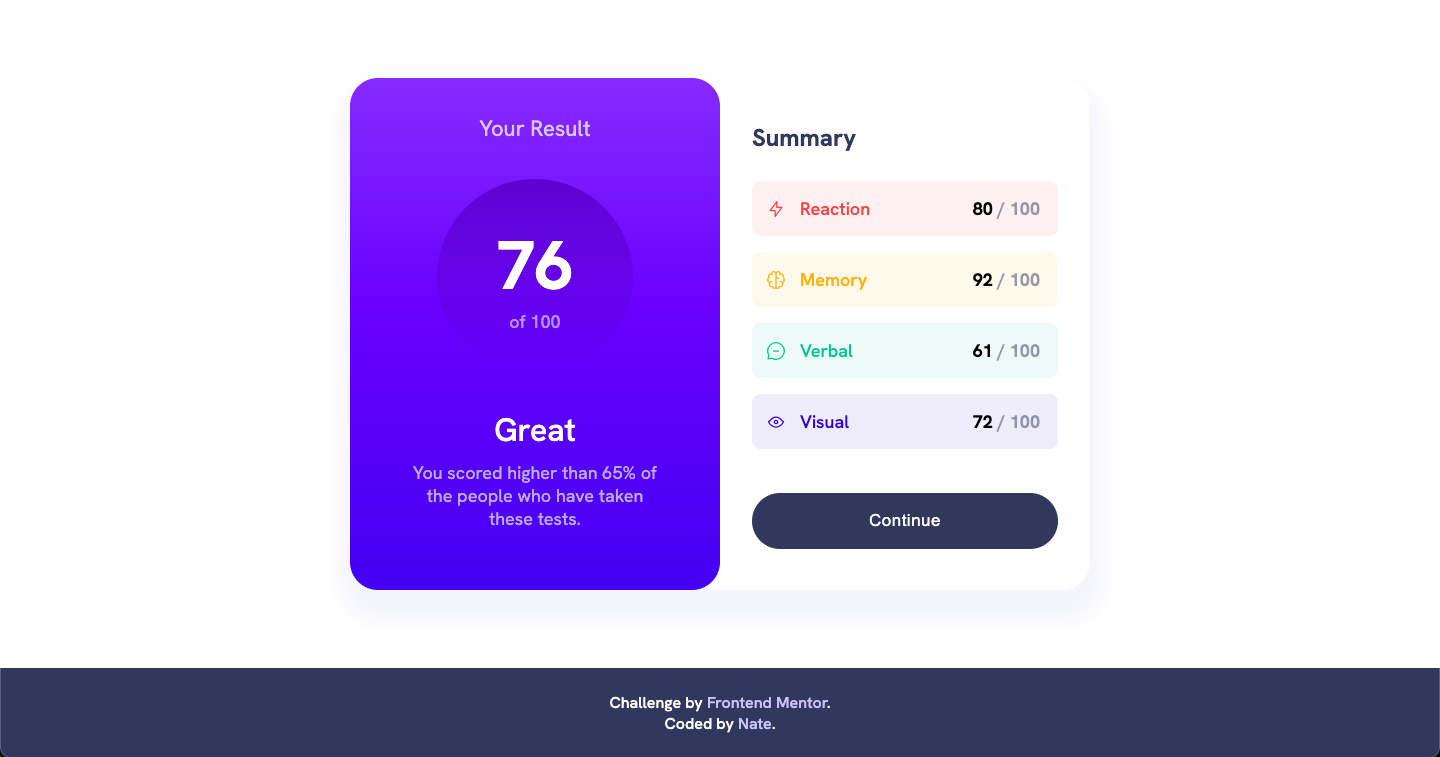 Your Result
76
of 100
Great
You scored higher than 65% of
the people who have taken
these tests.
Summary
Reaction 80 / 100
Memory 92 / 100
Verbal 61 / 100
Visual 72 / 100
Continue
Challenge by Frontend Mentor.
Coded by Nate.